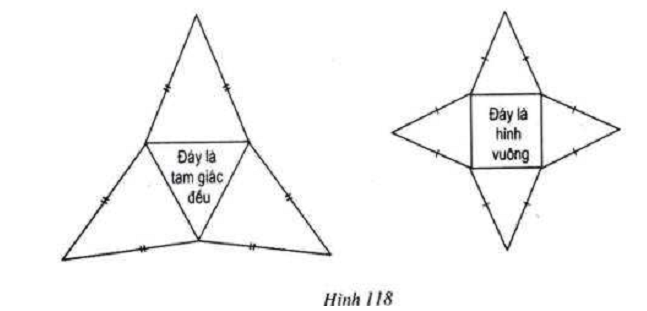 Đáy là
tam giác
đều
Đáy là
hình
vuông
Hình 118